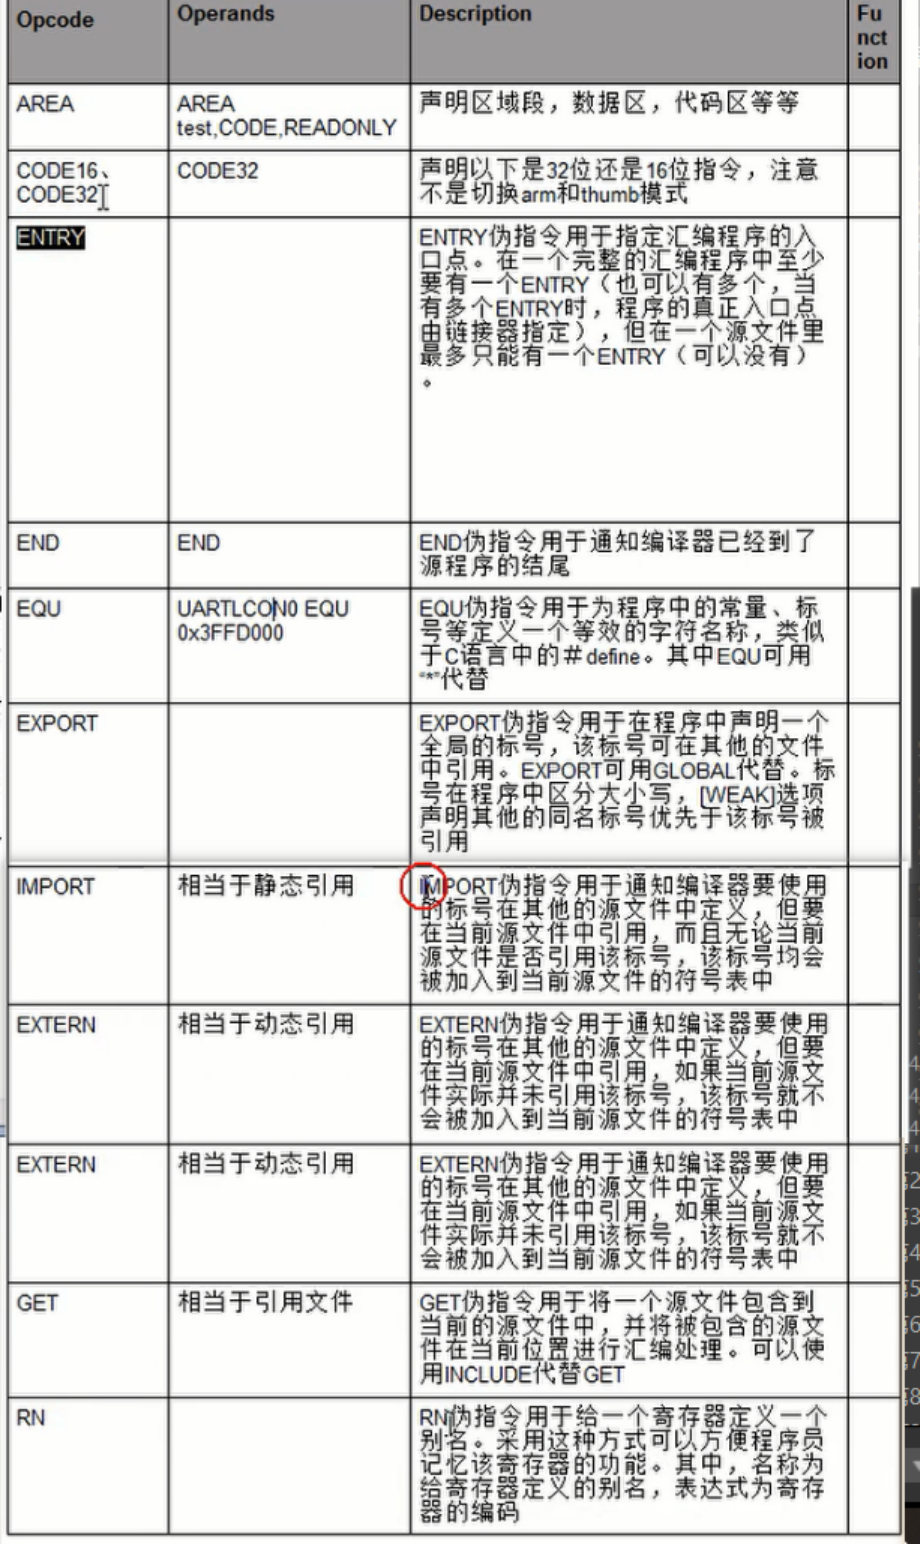 Opcode
Operands
Description
Fu
nct
ion
AREA
AREA
test,CODE,READONLY
声明区域段，数据区，代码区等等
CODE16、
CODE32
CODE32
声明以下是32位还是16位指令，注意
不是切换arm和thumb模式
ENTRY
ENTRY伪指令用于指定汇编程序的入
口点。在一个完整的汇编程序中至少
要有一个ENTRY（也可以有多个，当
有多个ENTRY时，程序的真正入口点
由链接器指定），但在一个源文件里
最多只能有一个ENTRY（可以没有）
。
END
END
END伪指令用于通知编译器已经到了
源程序的结尾
EQU
UARTLCON0 EQU
0x3FFD000
EQU伪指令用于为程序中的常量、标
号等定义一个等效的字符名称，类似
于C语言中的＃define。其中EQU可用
“*”代替
EXPORT
EXPORT伪指令用于在程序中声明一个
全局的标号，该标号可在其他的文件
中引用。EXPORT可用GLOBAL代替。标
号在程序中区分大小写，[WEAK]选项
声明其他的同名标号优先于该标号被
引用
IMPORT
相当于静态引用
IMPORT伪指令用于通知编译器要使用
的标号在其他的源文件中定义，但要
在当前源文件中引用，而且无论当前
源文件是否引用该标号，该标号均会
被加入到当前源文件的符号表中
EXTERN
相当于动态引用
EXTERN伪指令用于通知编译器要使用
的标号在其他的源文件中定义，但要
在当前源文件中引用，如果当前源文
件实际并未引用该标号，该标号就不
会被加入到当前源文件的符号表中
EXTERN
相当于动态引用
EXTERN伪指令用于通知编译器要使用
的标号在其他的源文件中定义，但要
在当前源文件中引用，如果当前源文
件实际并未引用该标号，该标号就不
会被加入到当前源文件的符号表中
GET
相当于引用文件
GET伪指令用于将一个源文件包含到
当前的源文件中，并将被包含的源文
件在当前位置进行汇编处理。可以使
用INCLUDE代替GET
RN
RN伪指令用于给一个寄存器定义一个
别名。采用这种方式可以方便程序员
记忆该寄存器的功能。其中，名称为
给寄存器定义的别名，表达式为寄存
器的编码